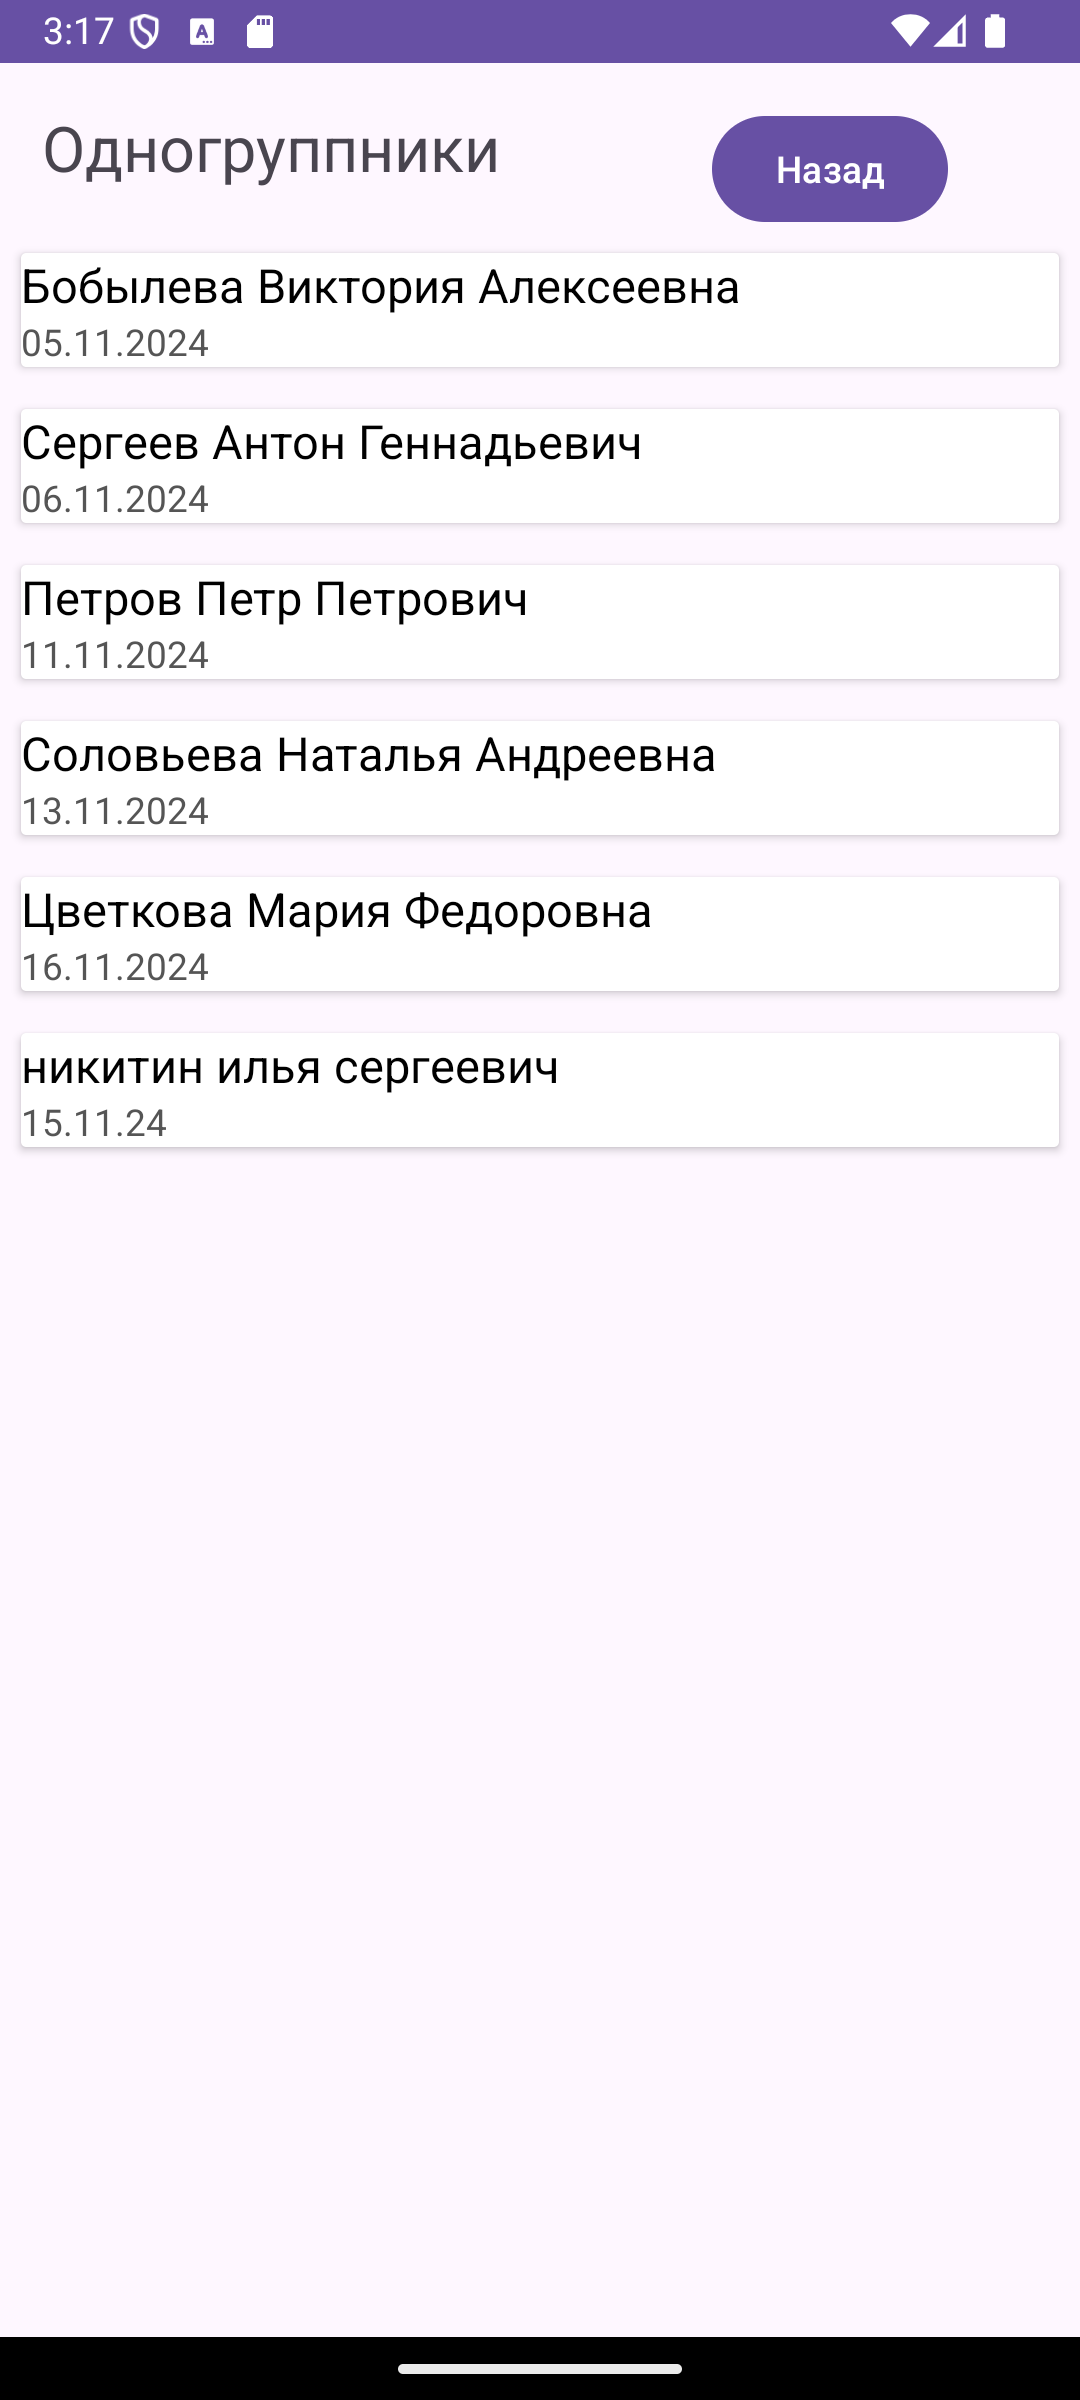 3:17
Одногруппники
Назад
Бобылева Виктория Алексеевна
05.11.2024
Сергеев Антон Геннадьевич
06.11.2024
Петров Петр Петрович
11.11.2024
Соловьева Наталья Андреевна
13.11.2024
Цветкова Мария Федоровна
16.11.2024
никитин илья сергеевич
15.11.24